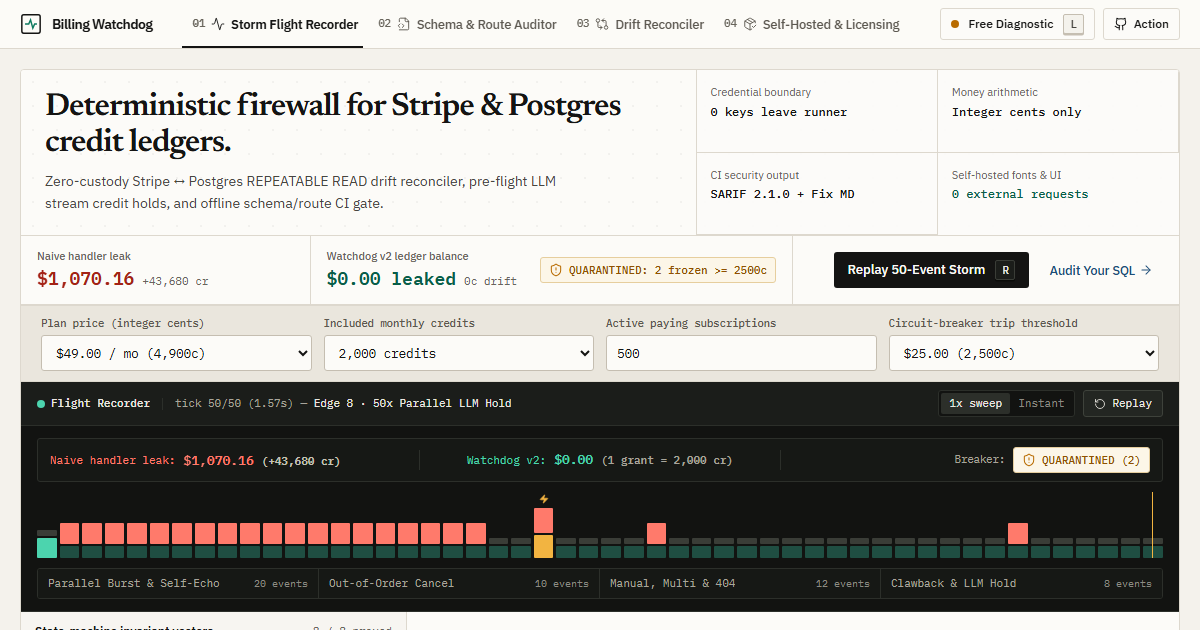 Billing Watchdog
01 Storm Flight Recorder
02 Schema & Route Auditor
03 Drift Reconciler
04 Self-Hosted & Licensing
Free Diagnostic L
Action
Deterministic firewall for Stripe & Postgres
credit ledgers.
Zero-custody Stripe ↔ Postgres REPEATABLE READ drift reconciler, pre-flight LLM
stream credit holds, and offline schema/route CI gate.
Credential boundary
0 keys leave runner
Money arithmetic
Integer cents only
CI security output
SARIF 2.1.0 + Fix MD
Self-hosted fonts & UI
0 external requests
Naive handler leak
$1,070.16 +43,680 cr
Watchdog v2 ledger balance
$0.00 leaked 0c drift
QUARANTINED: 2 frozen >= 2500c
Replay 50-Event Storm R
Audit Your SQL →
Plan price (integer cents)
$49.00 / mo (4,900c)
Included monthly credits
2,000 credits
Active paying subscriptions
500
Circuit-breaker trip threshold
$25.00 (2,500c)
Flight Recorder
tick 50/50 (1.57s) — Edge 8 · 50x Parallel LLM Hold
1x sweep
Instant
Replay
Naive handler leak: $1,070.16 (+43,680 cr)
Watchdog v2: $0.00 (1 grant = 2,000 cr)
Breaker: QUARANTINED (2)
Parallel Burst & Self-Echo 20 events
Out-of-Order Cancel 10 events
Manual, Multi & 404 12 events
Clawback & LLM Hold 8 events